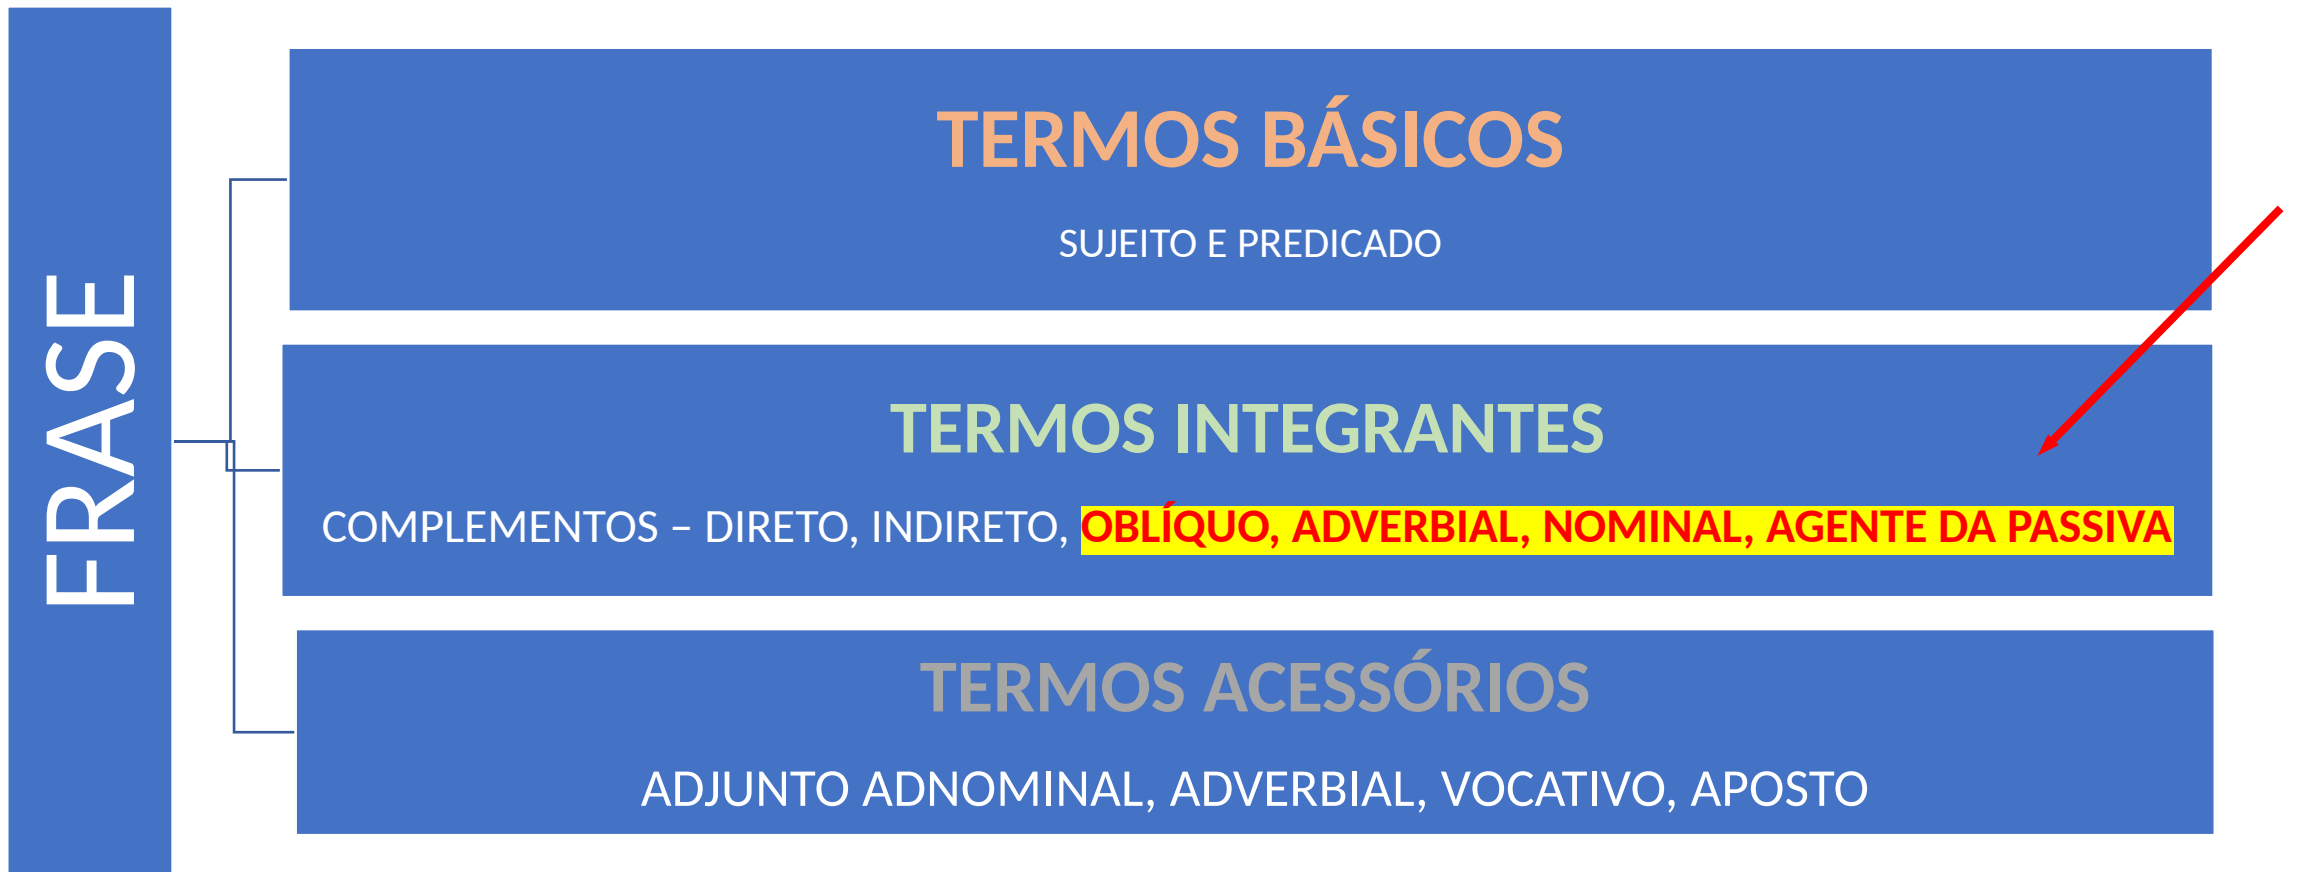 FRASE
TERMOS BÁSICOS
SUJEITO E PREDICADO
TERMOS INTEGRANTES
COMPLEMENTOS – DIRETO, INDIRETO, OBLÍQUO, ADVERBIAL, NOMINAL, AGENTE DA PASSIVA
TERMOS ACESSÓRIOS
ADJUNTO ADNOMINAL, ADVERBIAL, VOCATIVO, APOSTO